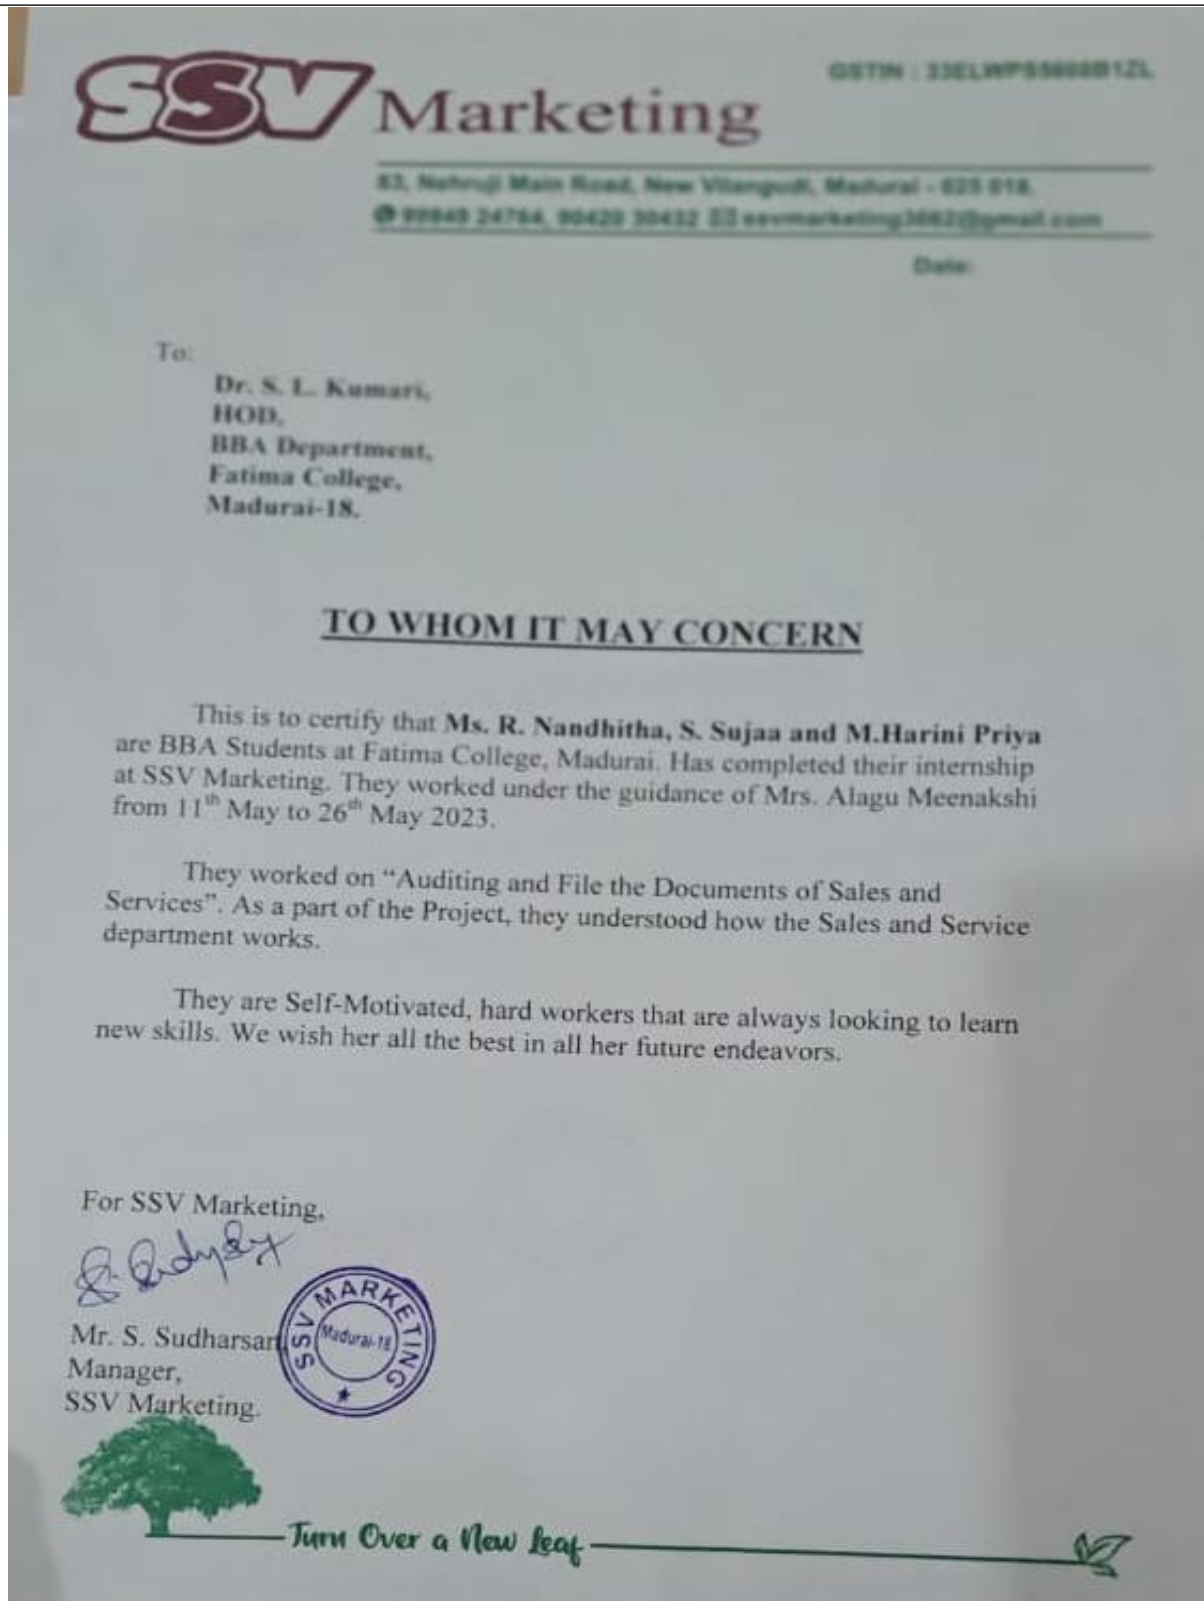 SSV Marketing
GSTIN :
83, Nehruji Main Road, New Vilangudi, Madurai - 625 018.
99949 24764, 90420 30432 ssvmarketing3662@gmail.com
Date:
To:
Dr. S. L. Kumari,
HOD,
BBA Department,
Fatima College,
Madurai-18.
TO WHOM IT MAY CONCERN
This is to certify that Ms. R. Nandhitha, S. Sujaa and M.Harini Priya
are BBA Students at Fatima College, Madurai. Has completed their internship
at SSV Marketing. They worked under the guidance of Mrs. Alagu Meenakshi
from 11th May to 26th May 2023.
They worked on “Auditing and File the Documents of Sales and
Services”. As a part of the Project, they understood how the Sales and Service
department works.
They are Self-Motivated, hard workers that are always looking to learn
new skills. We wish her all the best in all her future endeavors.
For SSV Marketing,
Mr. S. Sudharsan
Manager,
SSV Marketing.
SSV MARKETING
Madurai-18
Turn Over a New Leaf